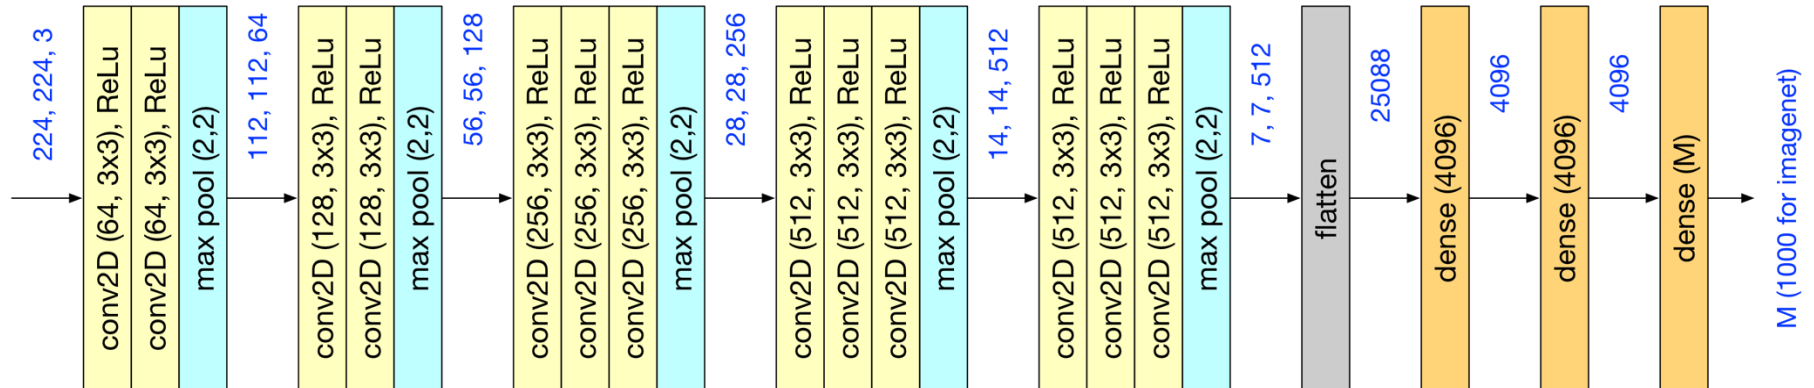 224, 224, 3
conv2D (64, 3x3), ReLu
conv2D (64, 3x3), ReLu
max pool (2,2)
112, 112, 64
conv2D (128, 3x3), ReLu
conv2D (128, 3x3), ReLu
max pool (2,2)
56, 56, 128
conv2D (256, 3x3), ReLu
conv2D (256, 3x3), ReLu
conv2D (256, 3x3), ReLu
max pool (2,2)
28, 28, 256
conv2D (512, 3x3), ReLu
conv2D (512, 3x3), ReLu
conv2D (512, 3x3), ReLu
max pool (2,2)
14, 14, 512
conv2D (512, 3x3), ReLu
conv2D (512, 3x3), ReLu
conv2D (512, 3x3), ReLu
max pool (2,2)
7, 7, 512
flatten
25088
dense (4096)
4096
dense (4096)
4096
dense (M)
M (1000 for imagenet)